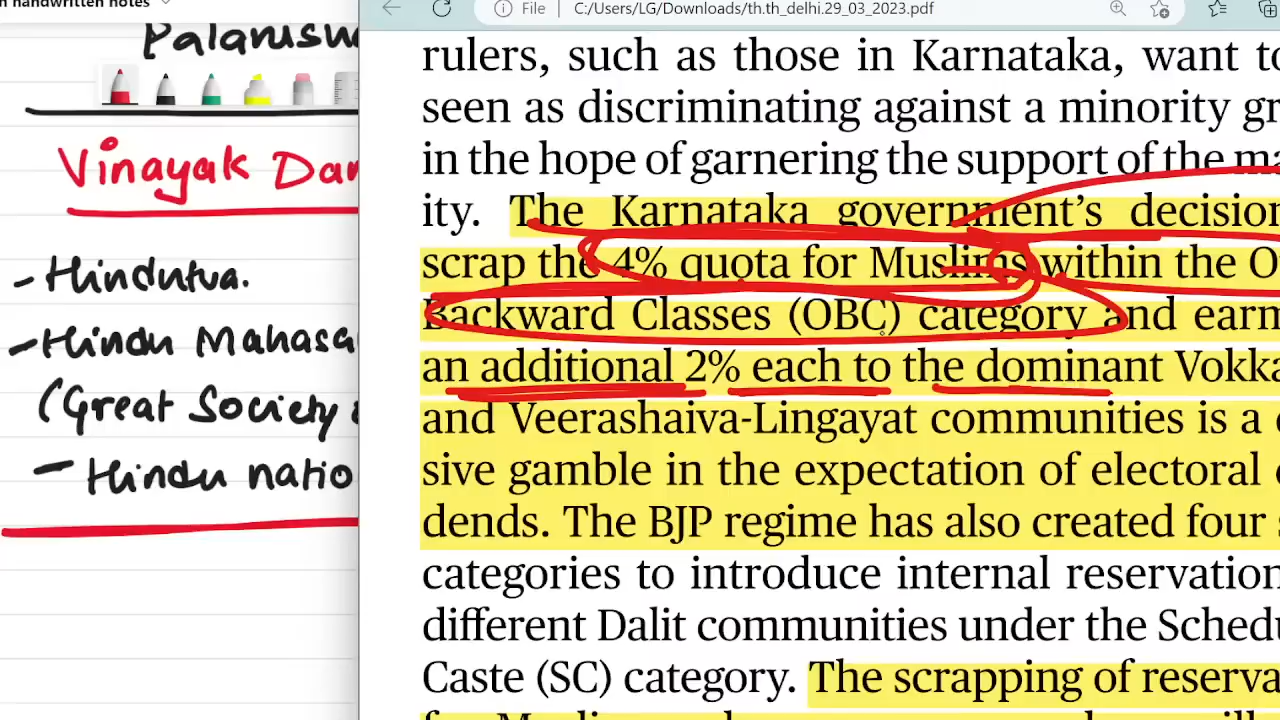 n handwritten notes
Palanisw
Vinayak Dam
- Hindutva.
- Hindu Mahasa
(Great Society
- Hindu natio
File C:/Users/LG/Downloads/th.th_delhi.29_03_2023.pdf
rulers, such as those in Karnataka, want to
seen as discriminating against a minority gr
in the hope of garnering the support of the ma
ity. The Karnataka government's decision
scrap the 4% quota for Muslims within the O
Backward Classes (OBC) category and earn
an additional 2% each to the dominant Vokka
and Veerashaiva-Lingayat communities is a
sive gamble in the expectation of electoral
dends. The BJP regime has also created four
categories to introduce internal reservation
different Dalit communities under the Schedu
Caste (SC) category. The scrapping of reserva